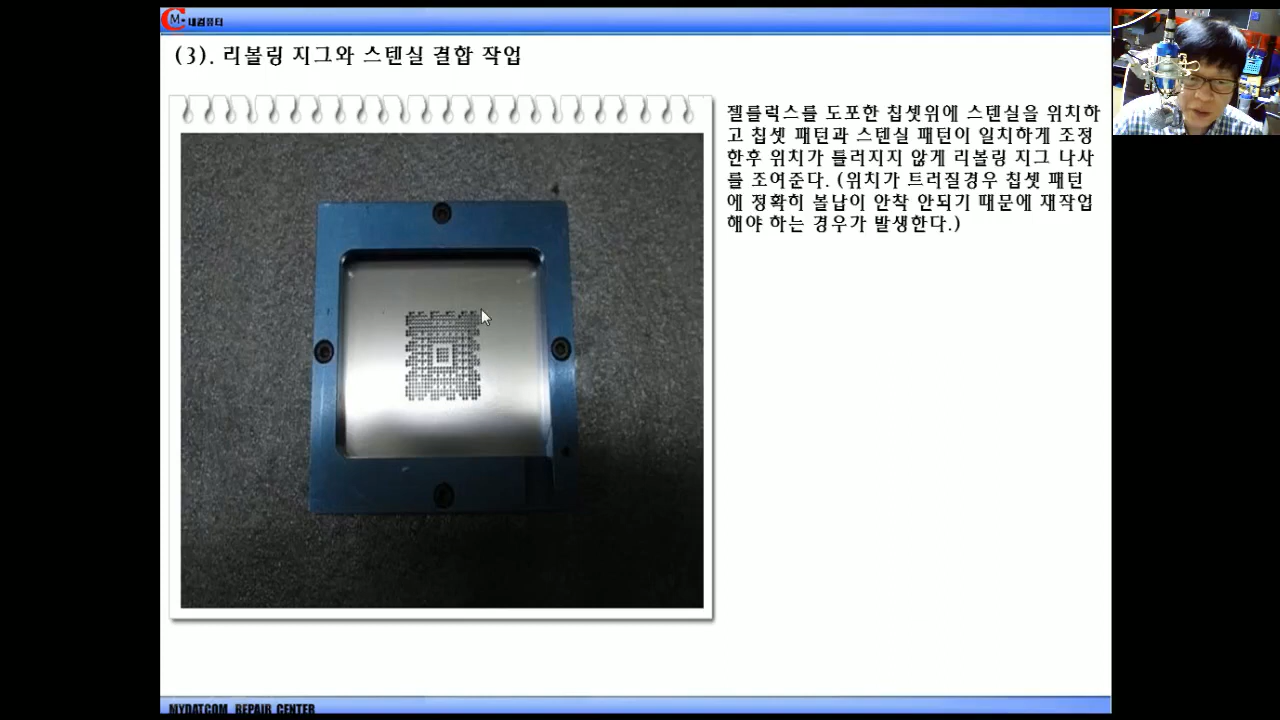 CM 내컴퓨터
(3). 리볼링 지그와 스텐실 결합 작업
젤플럭스를 도포한 칩셋위에 스텐실을 위치하
고 칩셋 패턴과 스텐실 패턴이 일치하게 조정
한후 위치가 틀러지지 않게 리볼링 지그 나사
를 조여준다. (위치가 트러질경우 칩셋 패턴
에 정확히 볼납이 안착 안되기 때문에 재작업
해야 하는 경우가 발생한다.)
MYDATCOM REPAIR CENTER